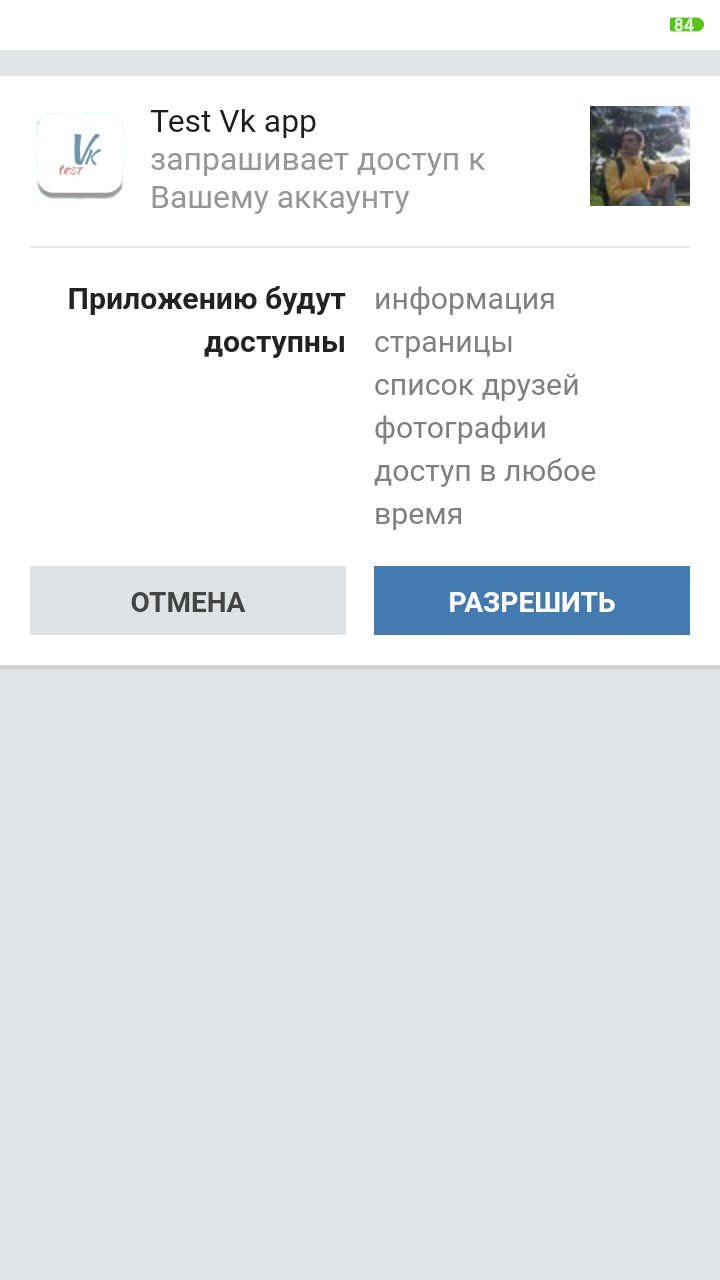 84
Vk
test
Test Vk app
запрашивает доступ к
Вашему аккаунту
Приложению будут
доступны
информация
страницы
список друзей
фотографии
доступ в любое
время
ОТМЕНА
РАЗРЕШИТЬ